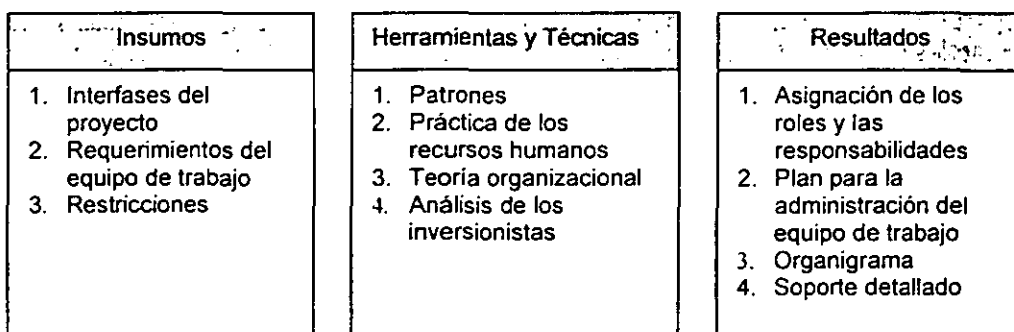 Insumos
1. Interfases del
proyecto
2. Requerimientos del
equipo de trabajo
3. Restricciones
Herramientas y Técnicas
1. Patrones
2. Práctica de los
recursos humanos
3. Teoría organizacional
4. Análisis de los
inversionistas
Resultados
1. Asignación de los
roles y las
responsabilidades
2. Plan para la
administración del
equipo de trabajo
3. Organigrama
4. Soporte detallado